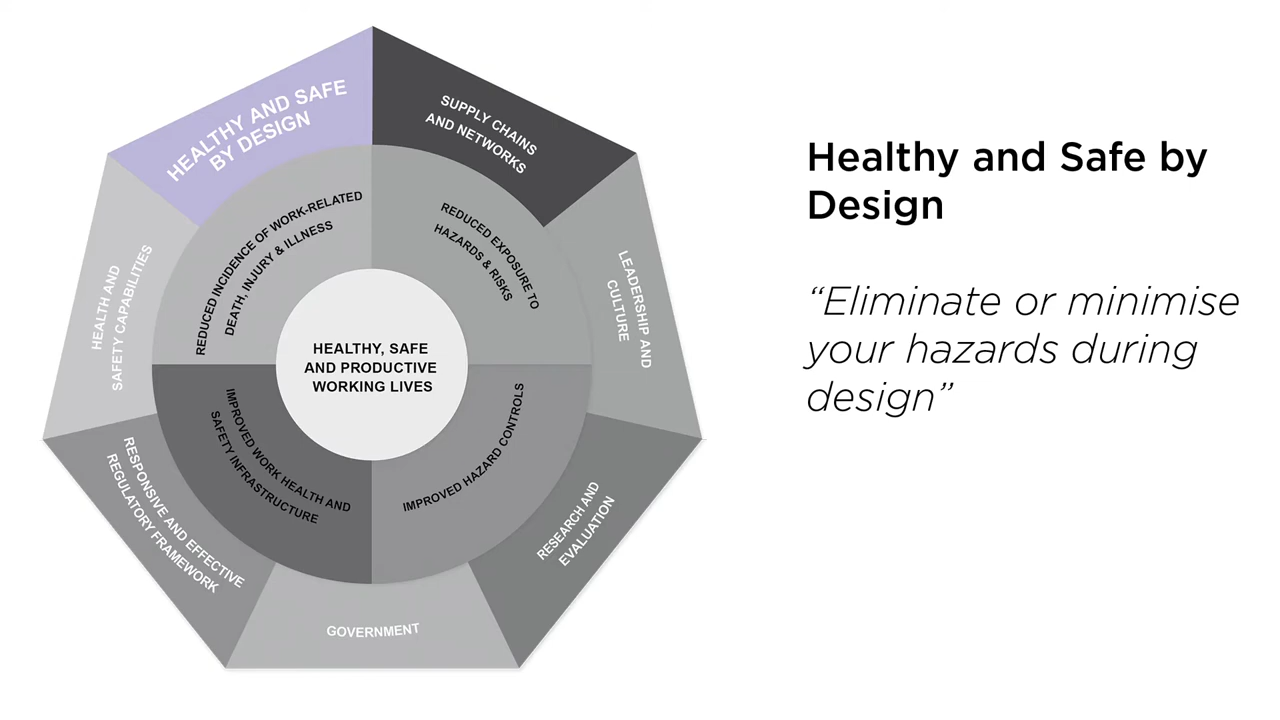 HEALTHY AND SAFE
BY DESIGN
SUPPLY CHAINS
AND NETWORKS
LEADERSHIP AND
CULTURE
RESEARCH AND
EVALUATION
GOVERNMENT
RESPONSIVE AND EFFECTIVE
REGULATORY FRAMEWORK
HEALTH AND
SAFETY CAPABILITIES
REDUCED INCIDENCE OF WORK-RELATED
DEATH, INJURY & ILLNESS
REDUCED EXPOSURE TO
HAZARDS & RISKS
IMPROVED HAZARD CONTROLS
IMPROVED WORK HEALTH AND
SAFETY INFRASTRUCTURE
HEALTHY, SAFE
AND PRODUCTIVE
WORKING LIVES
Healthy and Safe by
Design
“Eliminate or minimise
your hazards during
design”